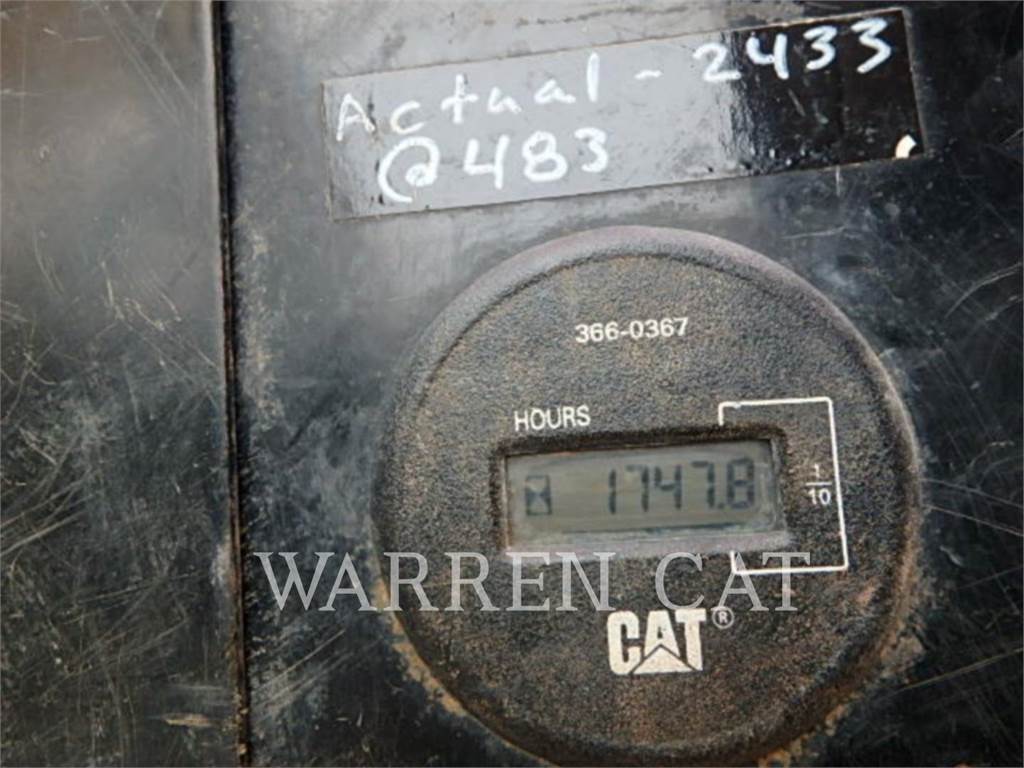 Actual - 2433
@483
366-0367
HOURS
1747.8
1/10
WARREN CAT
CAT®